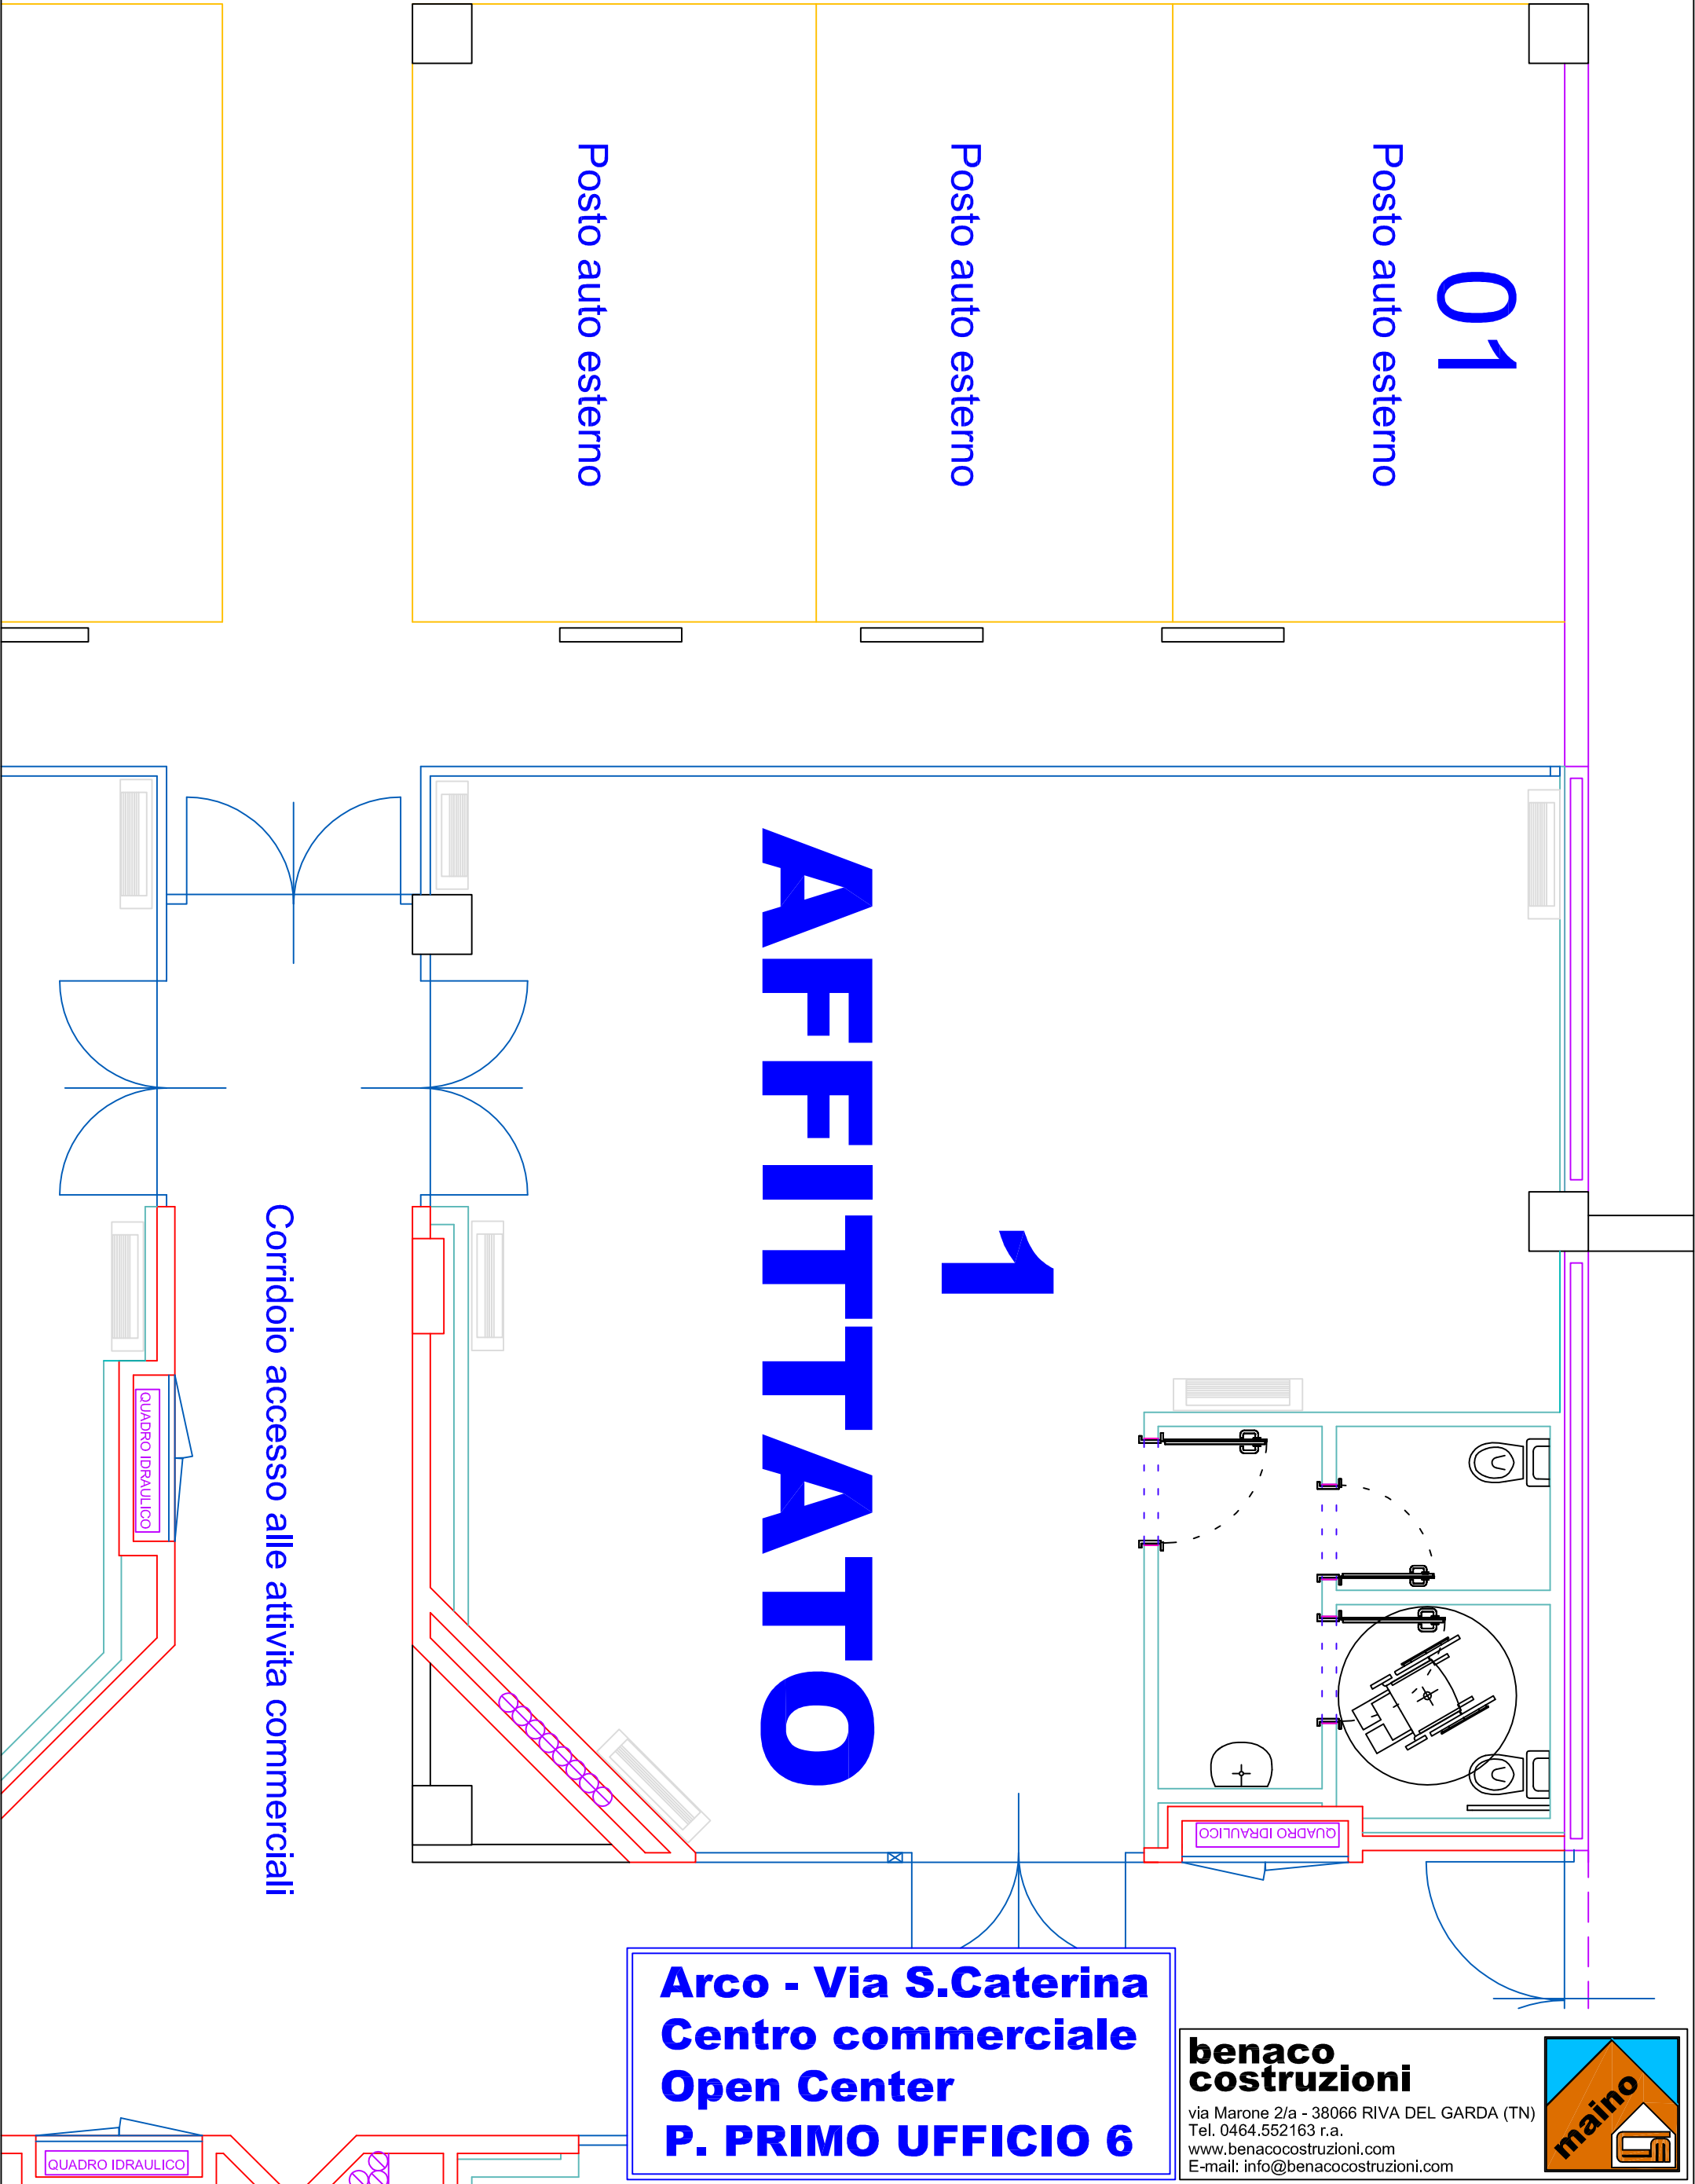 Posto auto esterno
Posto auto esterno
Posto auto esterno
01
1
AFFITTATO
Corridoio accesso alle attivita commerciali
QUADRO IDRAULICO
QUADRO IDRAULICO
QUADRO IDRAULICO
Arco - Via S.Caterina
Centro commerciale
Open Center
P. PRIMO UFFICIO 6
benaco
costruzioni
via Marone 2/a - 38066 RIVA DEL GARDA (TN)
Tel. 0464.552163 r.a.
www.benacocostruzioni.com
E-mail: info@benacocostruzioni.com
maino